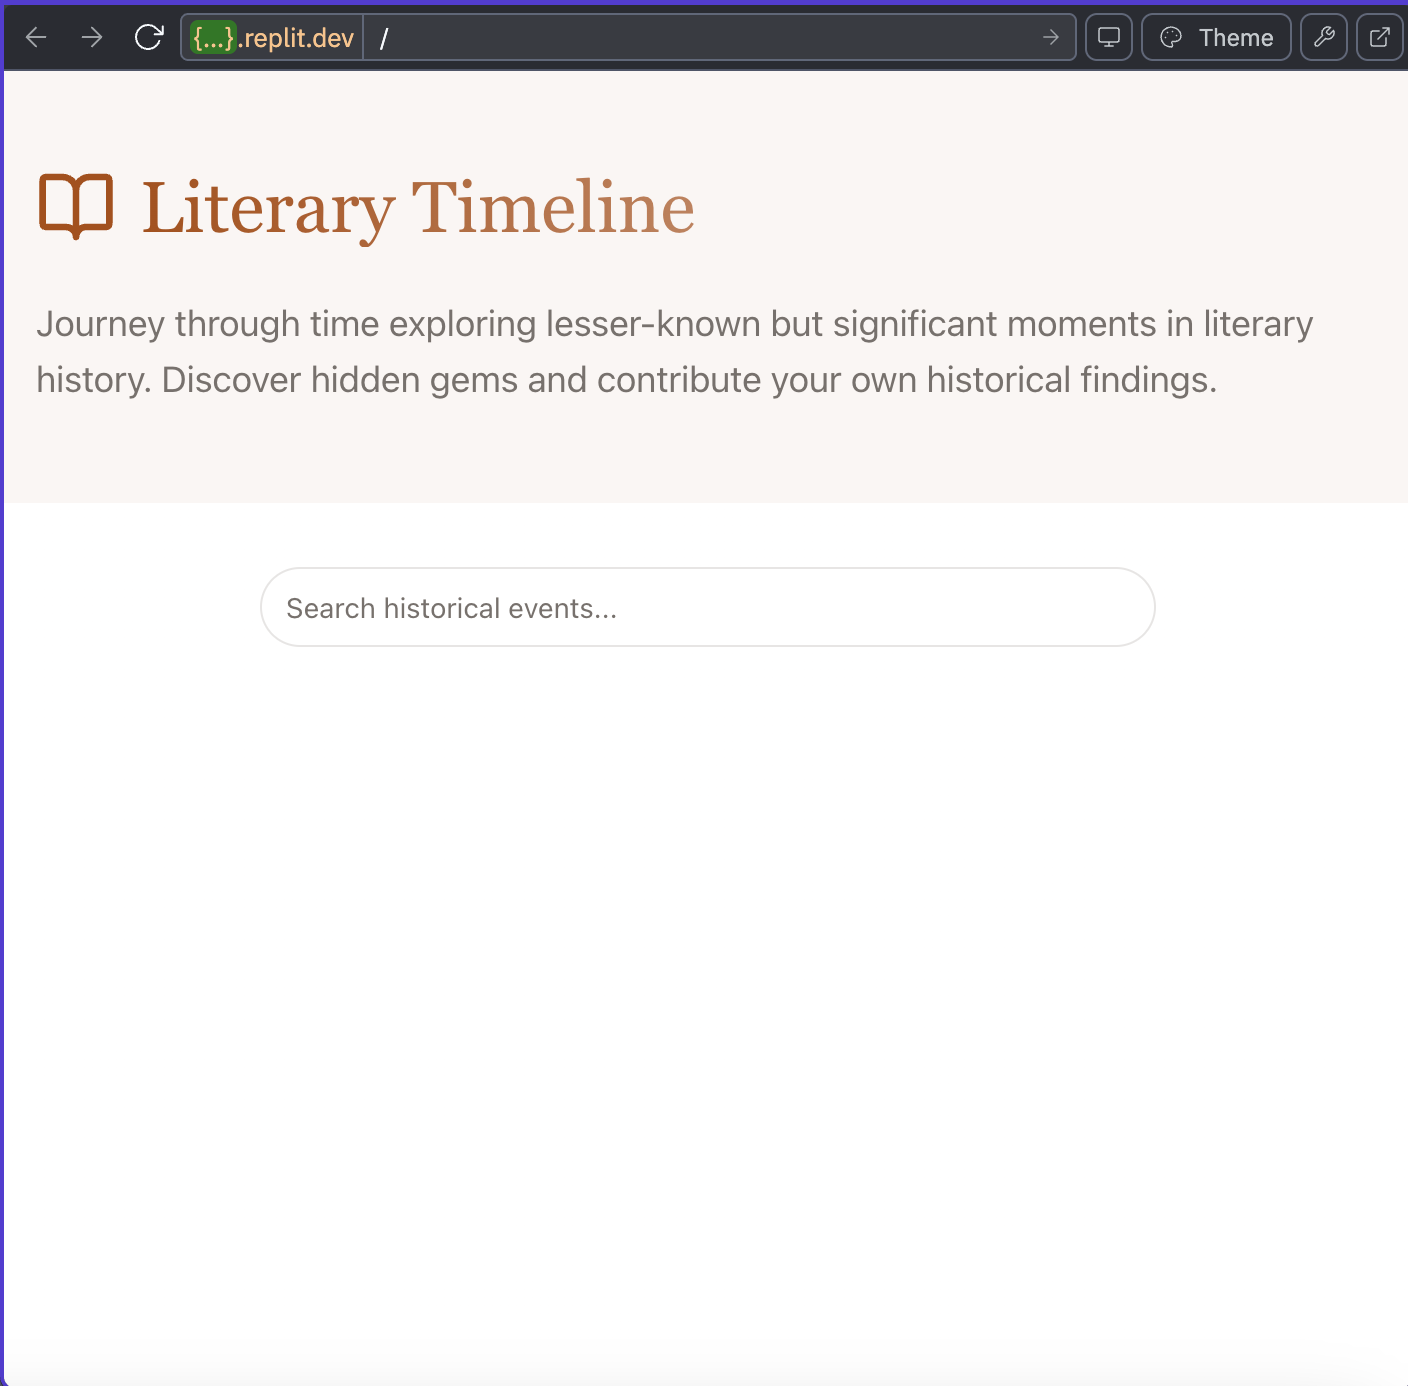 {...}.replit.dev /
Theme
Literary Timeline
Journey through time exploring lesser-known but significant moments in literary
history. Discover hidden gems and contribute your own historical findings.
Search historical events...